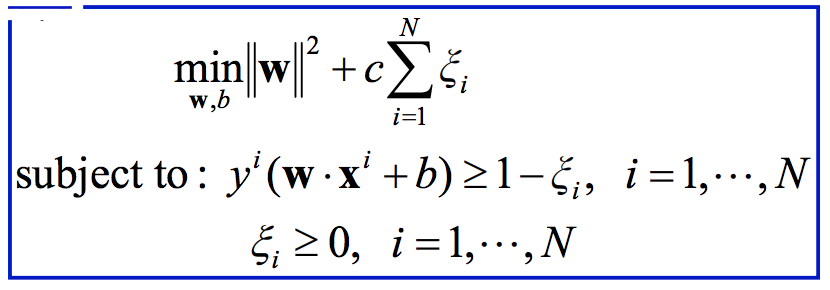 min_{w,b} ‖w‖² + c ∑_{i=1}^{N} ξ_i
subject to: y^i(w · x^i + b) ≥ 1 − ξ_i, i = 1,⋯,N
ξ_i ≥ 0, i = 1,⋯,N